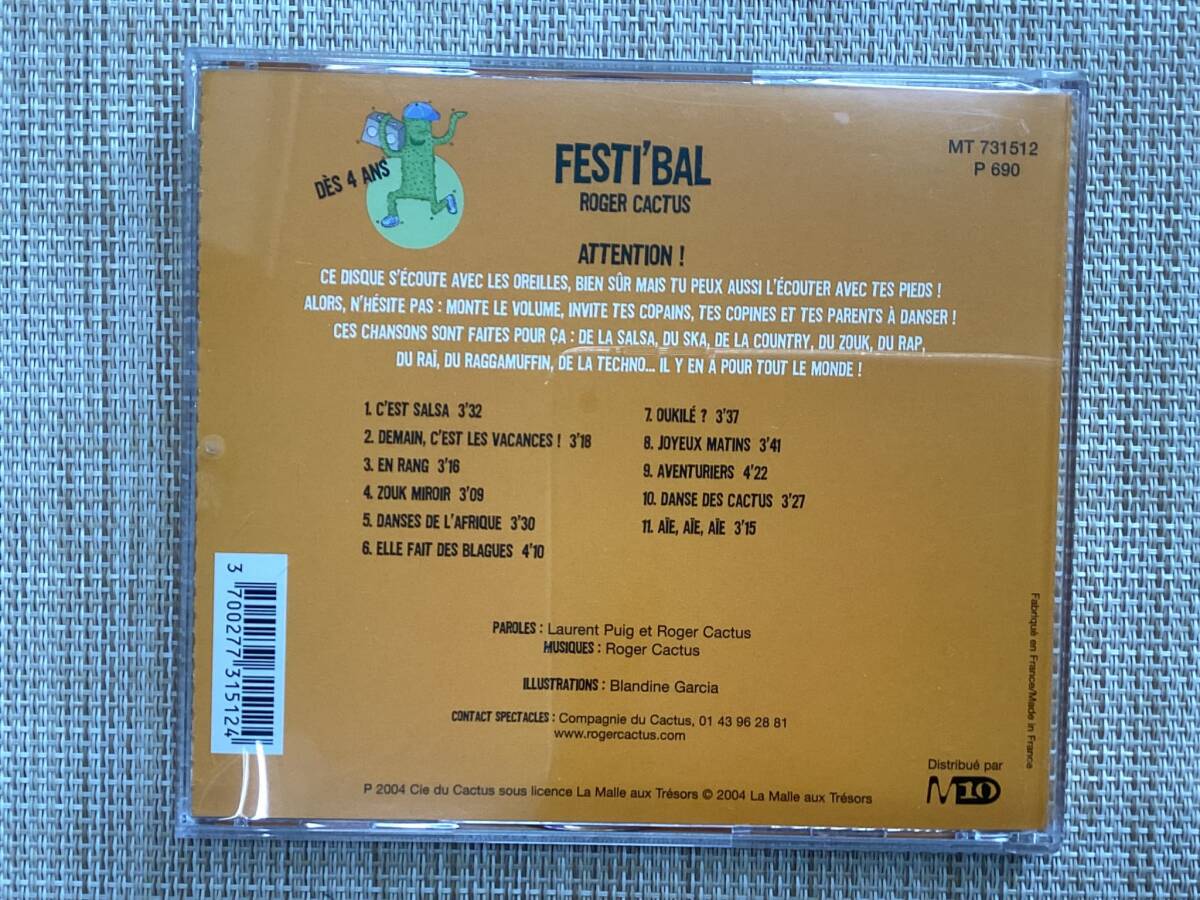 DÈS 4 ANS
FESTI'BAL
ROGER CACTUS
MT 731512
P 690
ATTENTION !
CE DISQUE S'ÉCOUTE AVEC LES OREILLES, BIEN SÛR MAIS TU PEUX AUSSI L'ÉCOUTER AVEC TES PIEDS !
ALORS, N'HÉSITE PAS : MONTE LE VOLUME, INVITE TES COPAINS, TES COPINES ET TES PARENTS À DANSER !
CES CHANSONS SONT FAITES POUR ÇA : DE LA SALSA, DU SKA, DE LA COUNTRY, DU ZOUK, DU RAP,
DU RAÏ, DU RAGGAMUFFIN, DE LA TECHNO... IL Y EN A POUR TOUT LE MONDE !
1. C'EST SALSA 3'32
2. DEMAIN, C'EST LES VACANCES ! 3'18
3. EN RANG 3'16
4. ZOUK MIROIR 3'09
5. DANSES DE L'AFRIQUE 3'30
6. ELLE FAIT DES BLAGUES 4'10
7. OUKILÉ ? 3'37
8. JOYEUX MATINS 3'41
9. AVENTURIERS 4'22
10. DANSE DES CACTUS 3'27
11. AÏE, AÏE, AÏE 3'15
PAROLES : Laurent Puig et Roger Cactus
MUSIQUES : Roger Cactus
ILLUSTRATIONS : Blandine Garcia
CONTACT SPECTACLES : Compagnie du Cactus, 01 43 96 28 81
www.rogercactus.com
P 2004 Cie du Cactus sous licence La Malle aux Trésors © 2004 La Malle aux Trésors
3 700277 315124
Fabriqué en France/Made in France
Distribué par
M10